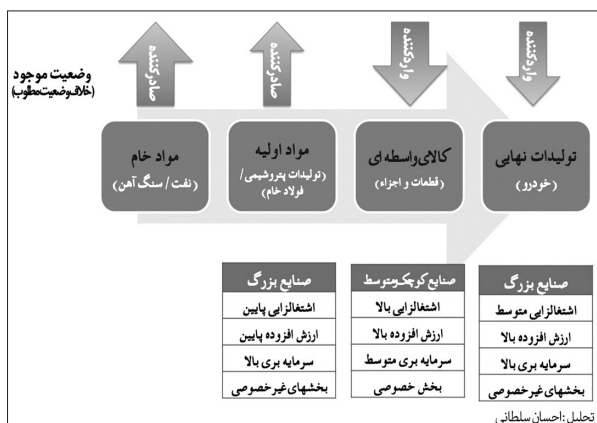 وضعیت موجود
(خلاف وضعیت مطلوب)
صادرکننده
صادرکننده
واردکننده
واردکننده
مواد خام
(نفت / سنگ آهن)
مواد اولیه
(تولیدات پتروشیمی/
فولاد خام)
کالای واسطه ای
(قطعات و اجزاء)
تولیدات نهایی
(خودرو)
صنایع بزرگ
اشتغالزایی پایین
ارزش افزوده پایین
سرمایه بری بالا
بخشهای غیرخصوصی
صنایع کوچک‌ومتوسط
اشتغالزایی بالا
ارزش افزوده بالا
سرمایه بری متوسط
بخش خصوصی
صنایع بزرگ
اشتغالزایی متوسط
ارزش افزوده بالا
سرمایه بری بالا
بخشهای غیرخصوصی
تحلیل: احسان سلطانی